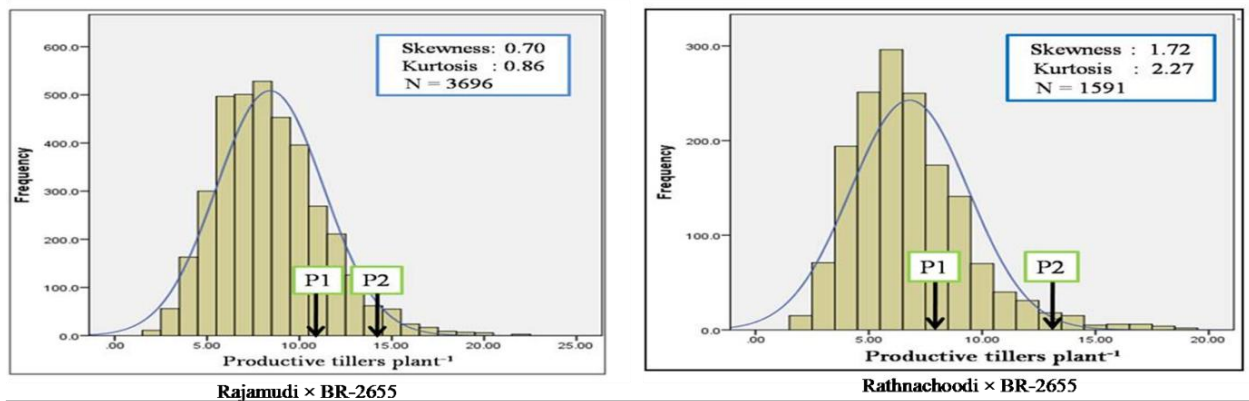 Skewness: 0.70
Kurtosis : 0.86
N = 3696
600.0
500.0
400.0
300.0
200.0
100.0
0.0
Frequency
P1
P2
.00
5.00
10.00
15.00
20.00
25.00
Productive tillers plant⁻¹
Rajamudi × BR-2655
Skewness : 1.72
Kurtosis : 2.27
N = 1591
300.0
200.0
100.0
0.0
Frequency
P1
P2
.00
5.00
10.00
15.00
20.00
Productive tillers plant⁻¹
Rathnachoodi × BR-2655